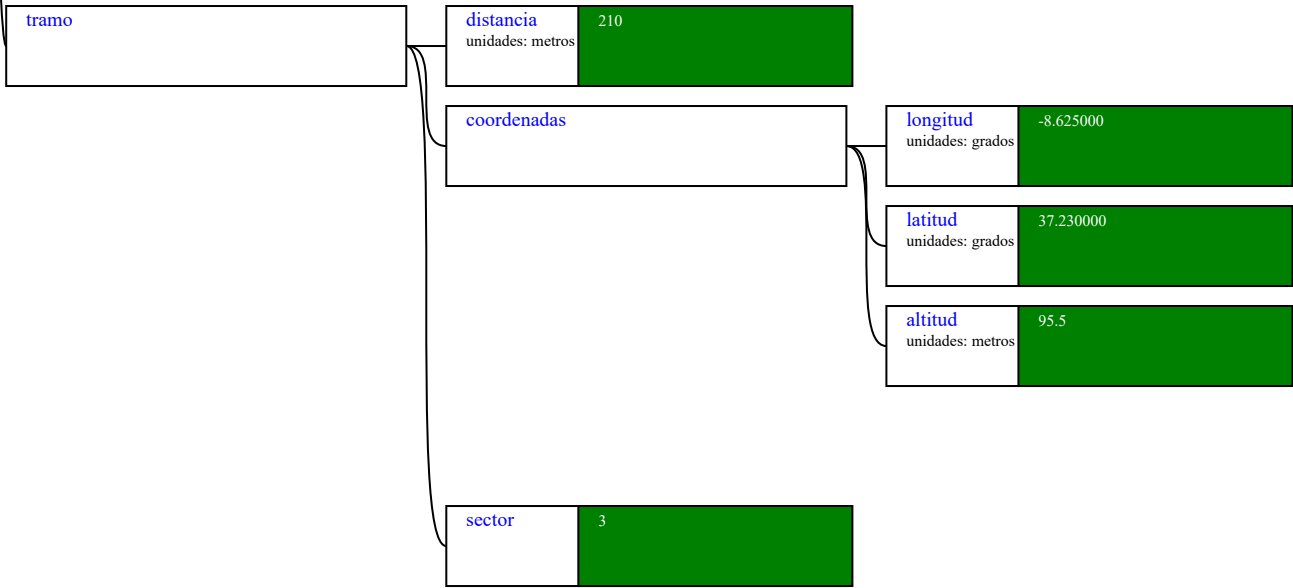 tramo
distancia
unidades: metros
210
coordenadas
longitud
unidades: grados
-8.625000
latitud
unidades: grados
37.230000
altitud
unidades: metros
95.5
sector
3